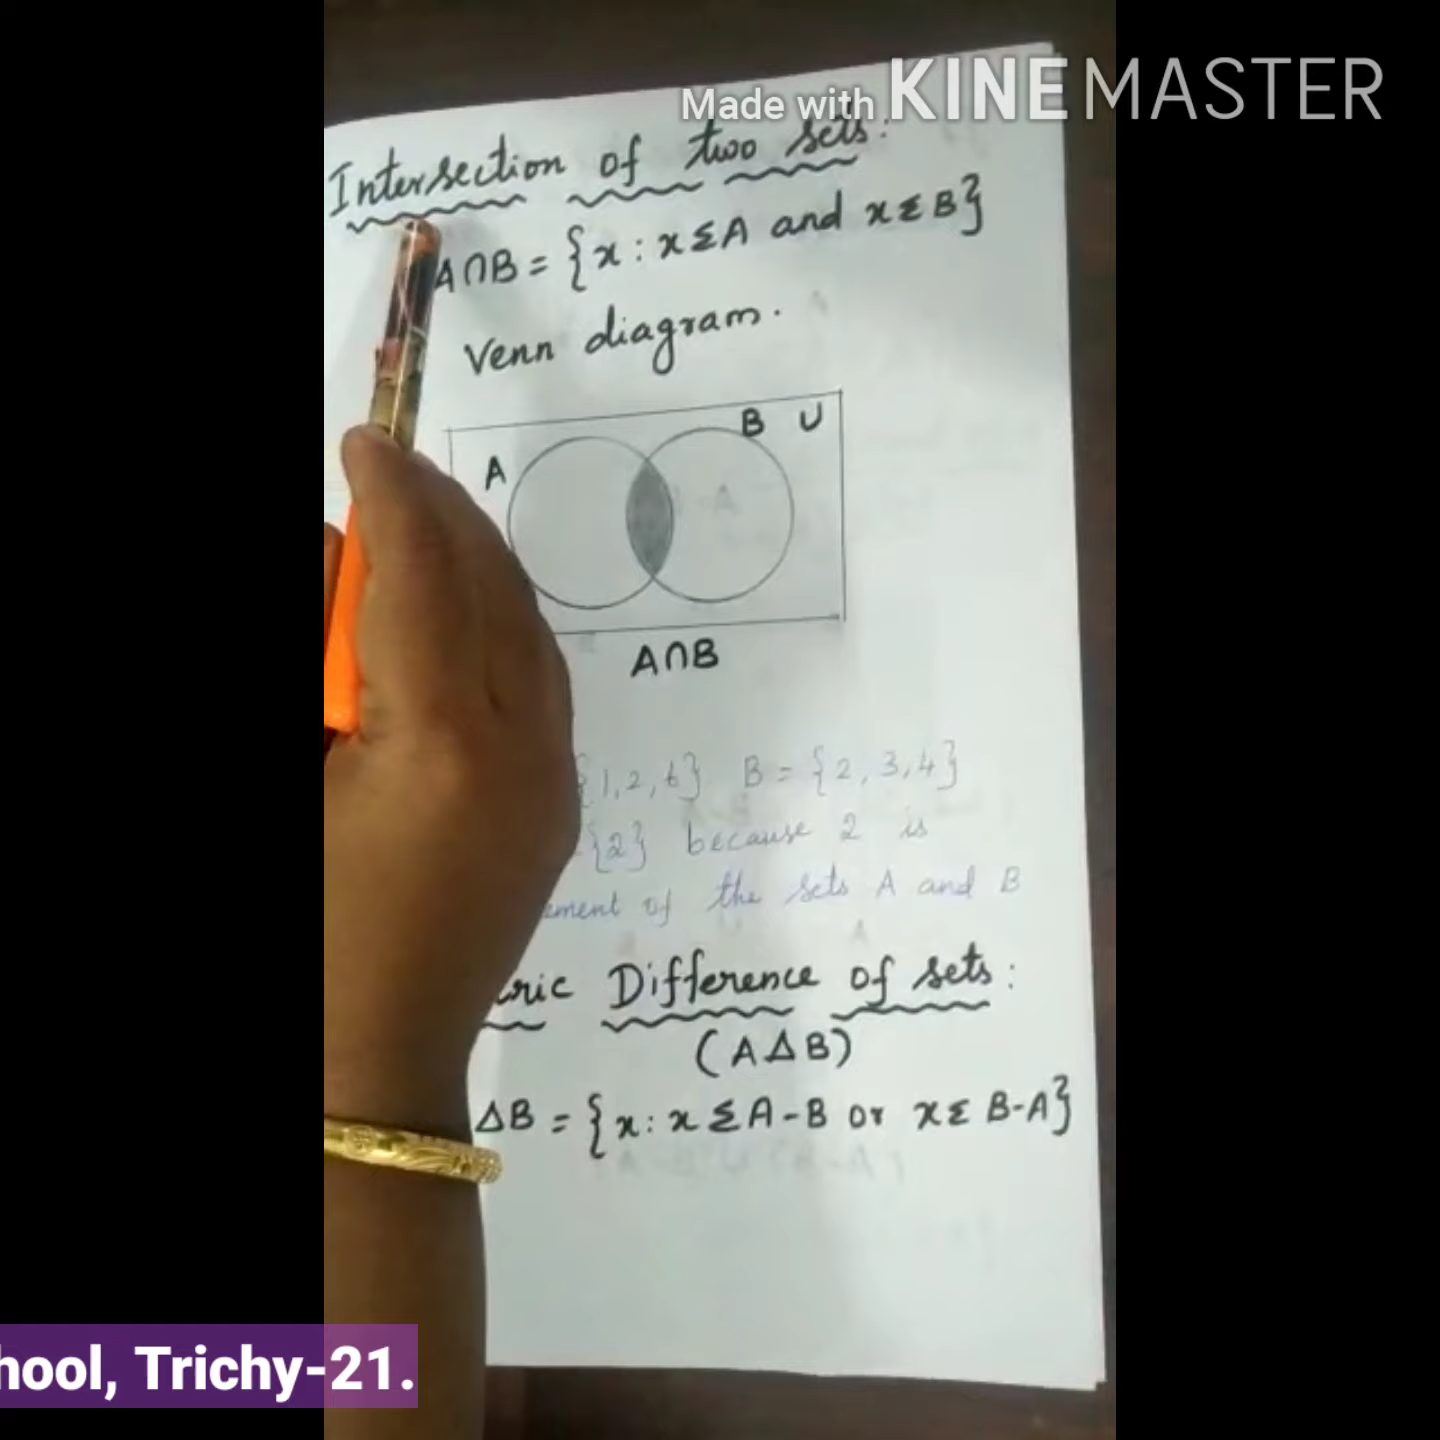 Made with KINEMASTER
Intersection of two sets:
A∩B = {x : x Σ A and x Σ B}
Venn diagram.
B U
A
A∩B
{1,2,6} B = {2,3,4}
{2} because 2 is
ement of the sets A and B
ric Difference of sets:
(A Δ B)
ΔB = {x : x Σ A-B or x Σ B-A}
hool, Trichy-21.